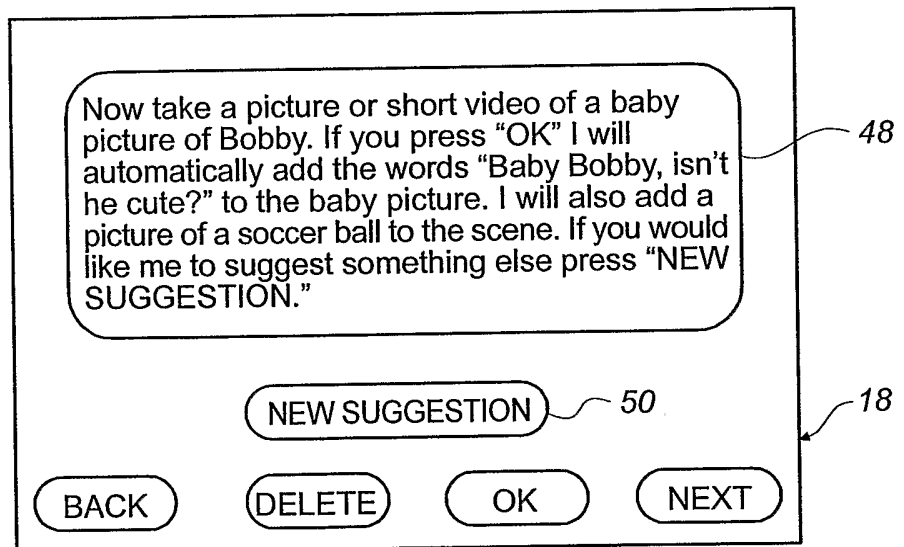 Now take a picture or short video of a baby
picture of Bobby. If you press “OK” I will
automatically add the words “Baby Bobby, isn’t
he cute?” to the baby picture. I will also add a
picture of a soccer ball to the scene. If you would
like me to suggest something else press “NEW
SUGGESTION.”
48
NEW SUGGESTION
50
18
BACK
DELETE
OK
NEXT